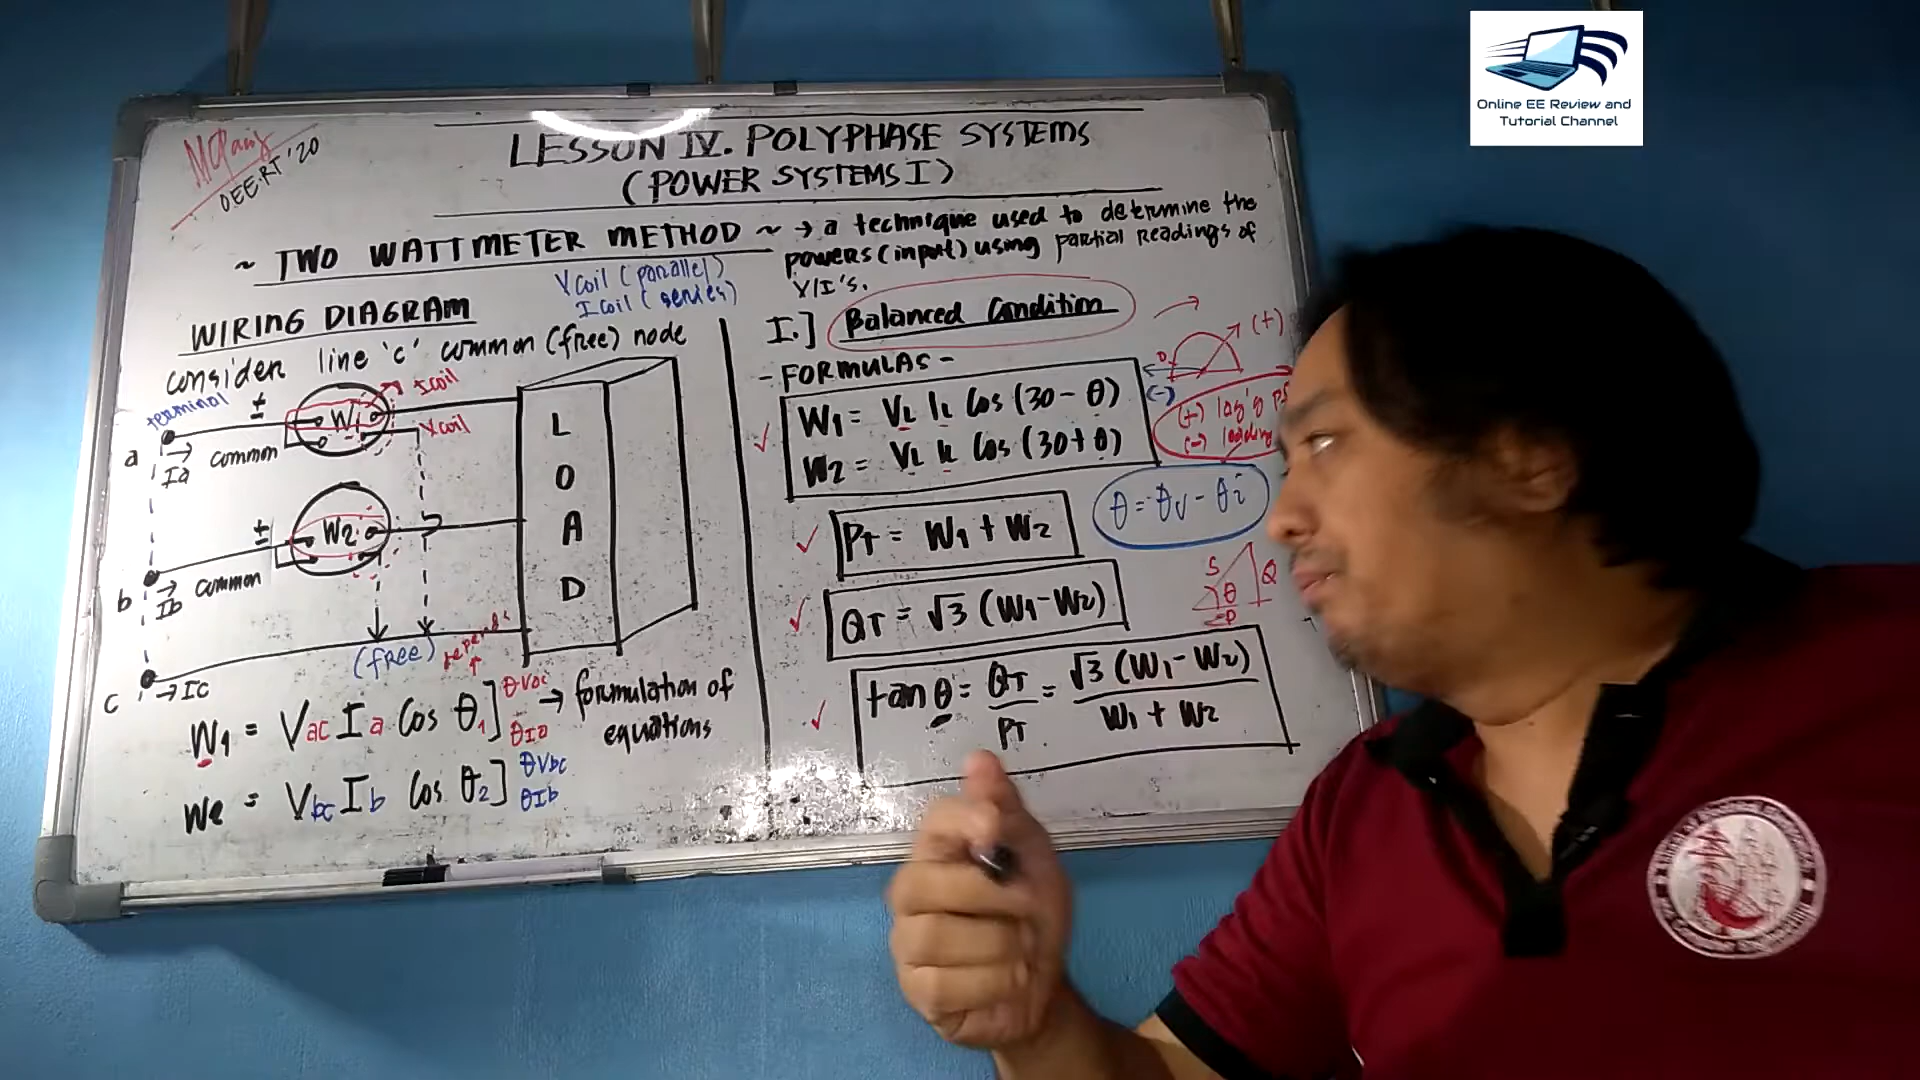 Online EE Review and
Tutorial Channel
OEE.RT '20
LESSON IV. POLYPHASE SYSTEMS
(POWER SYSTEMS I)
~ TWO WATTMETER METHOD ~ → a technique used to determine the
powers (input) using partial readings of
V/I's.
V coil (parallel)
I coil (series)
WIRING DIAGRAM
consider line 'c' common (free) node
terminal
±
W1
I coil
V coil
a
→
Ia
common
±
W2
b
→
Ib
common
(free)
c
→ Ic
L
O
A
D
W1 = Vac Ia Cos θ1] θVac
θIa
→ formulation of
equations
W2 = Vbc Ib Cos θ2] θVbc
θIb
I.] Balanced Condition
- FORMULAS -
W1 = VL IL Cos (30 - θ)
W2 = VL IL Cos (30 + θ)
(+)
(-)
(+) lag'g pf
(-) leading
θ = θv - θi
PT = W1 + W2
QT = √3 (W1 - W2)
S
θ
Q
P
tan θ = QT / PT = √3 (W1 - W2) / W1 + W2